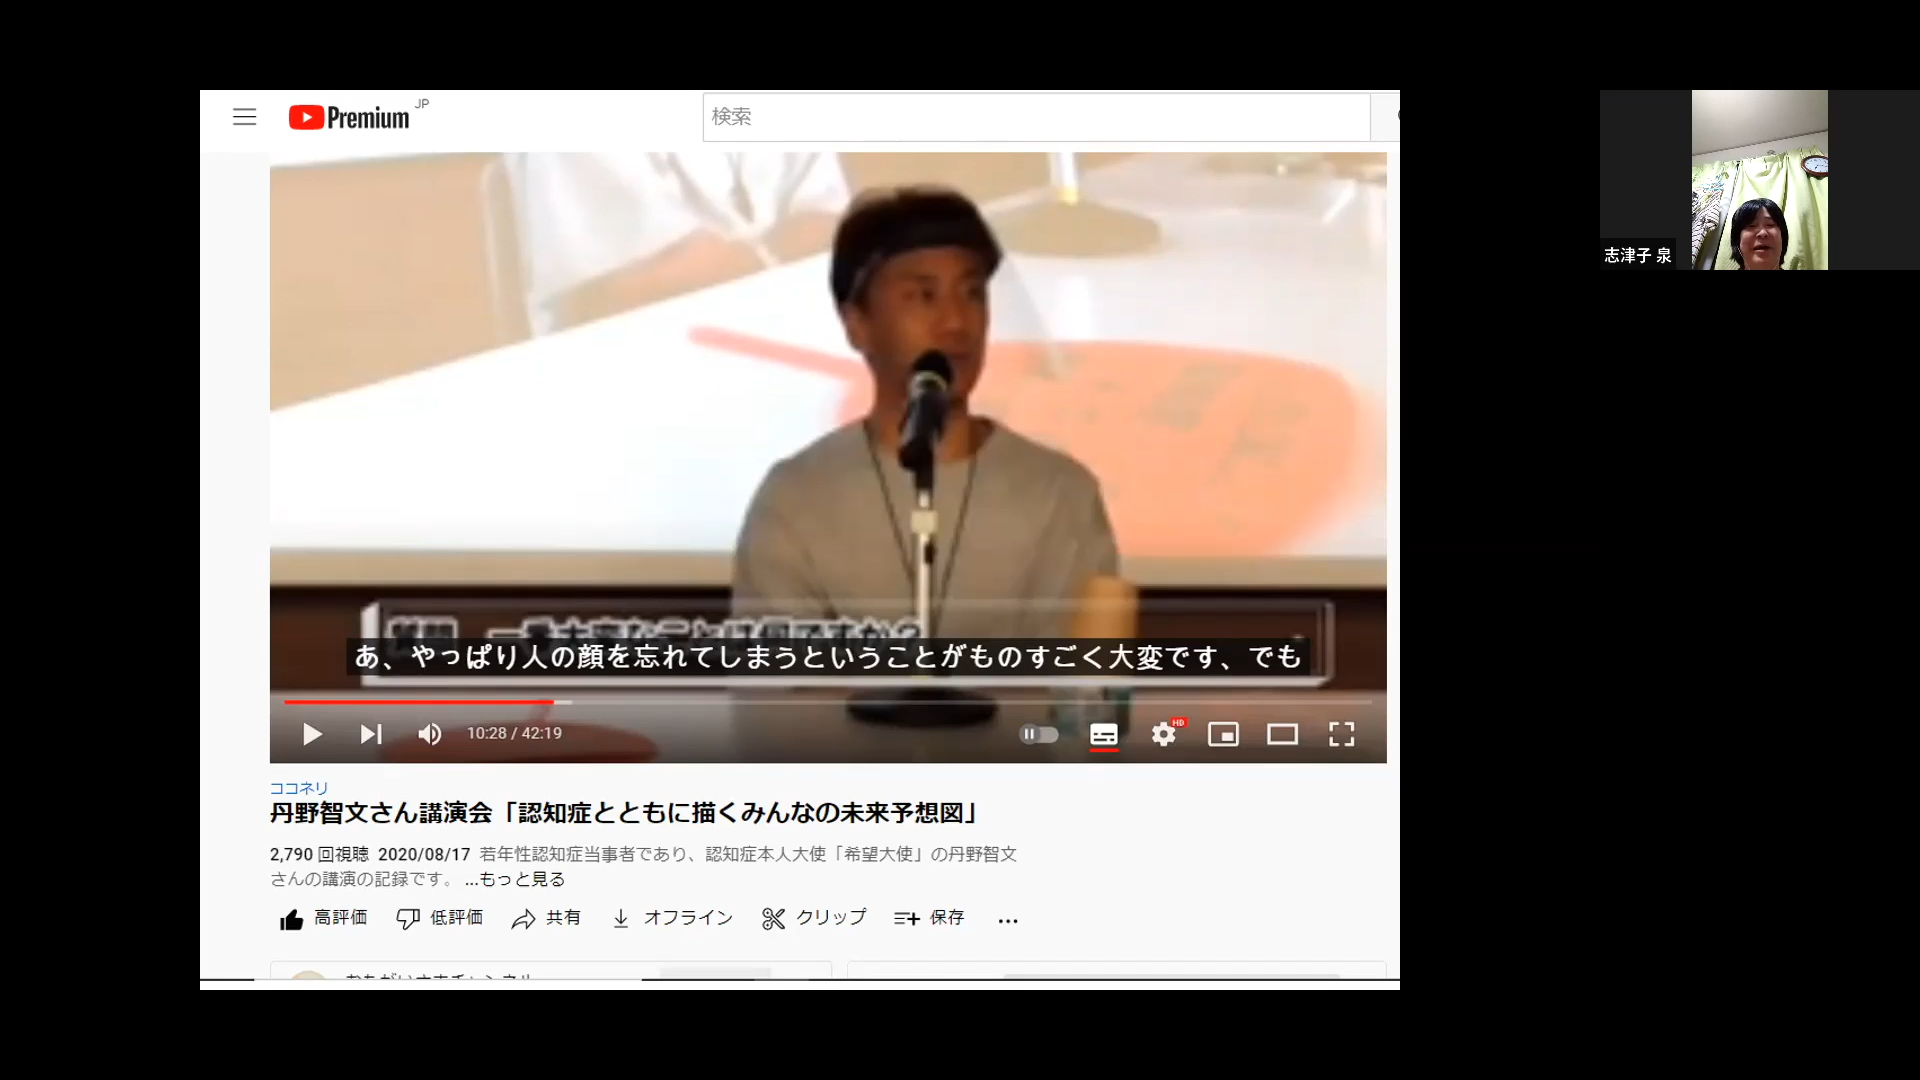 Premium JP
検索
あ、やっぱり人の顔を忘れてしまうということがものすごく大変です、でも
10:28 / 42:19
HD
ココネリ
丹野智文さん講演会「認知症とともに描くみんなの未来予想図」
2,790 回視聴 2020/08/17 若年性認知症当事者であり、認知症本人大使「希望大使」の丹野智文
さんの講演の記録です。 ...もっと見る
高評価 低評価 共有 オフライン クリップ 保存
志津子 泉